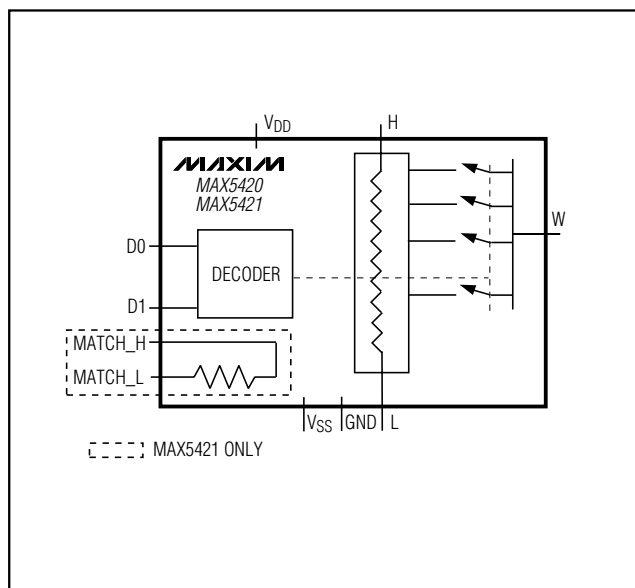 VDD
H
MAXIM
MAX5420
MAX5421
W
D0
DECODER
D1
MATCH_H
MATCH_L
VSS
GND
L
MAX5421 ONLY